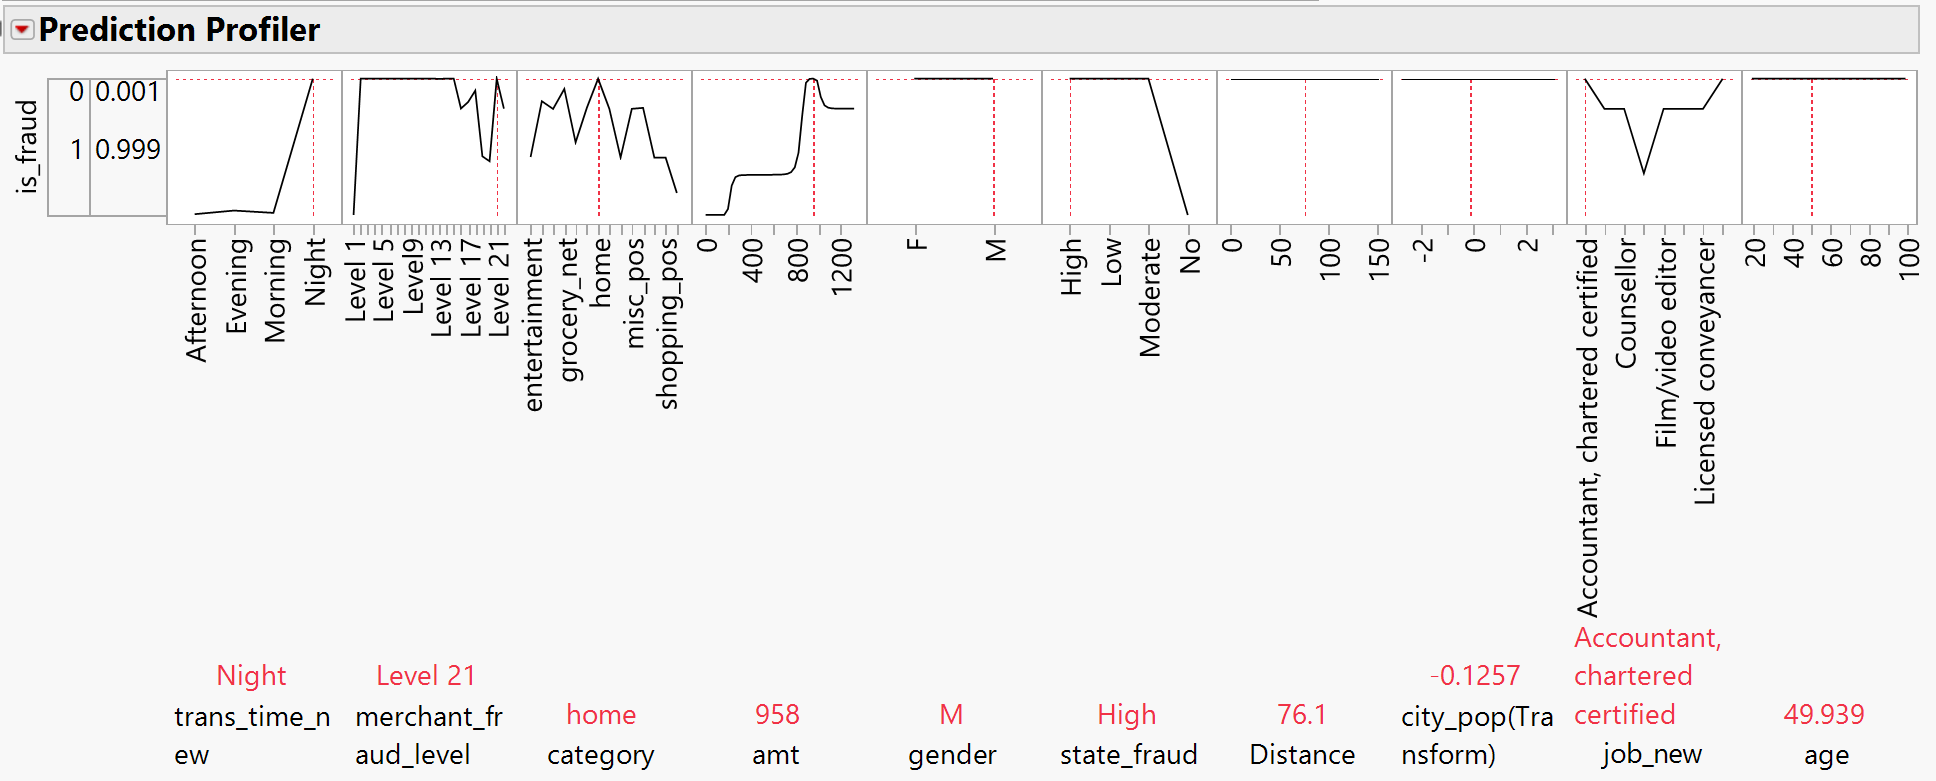 Prediction Profiler
is_fraud
0 0.001
1 0.999
Afternoon
Evening
Morning
Night
Level 1
Level 5
Level9
Level 13
Level 17
Level 21
entertainment
grocery_net
home
misc_pos
shopping_pos
0
400
800
1200
F
M
High
Low
Moderate
No
0
50
100
150
-2
0
2
Accountant, chartered certified
Counsellor
Film/video editor
Licensed conveyancer
20
40
60
80
100
Night
trans_time_n
ew
Level 21
merchant_fr
aud_level
home
category
958
amt
M
gender
High
state_fraud
76.1
Distance
-0.1257
city_pop(Tra
nsform)
Accountant,
chartered
certified
job_new
49.939
age